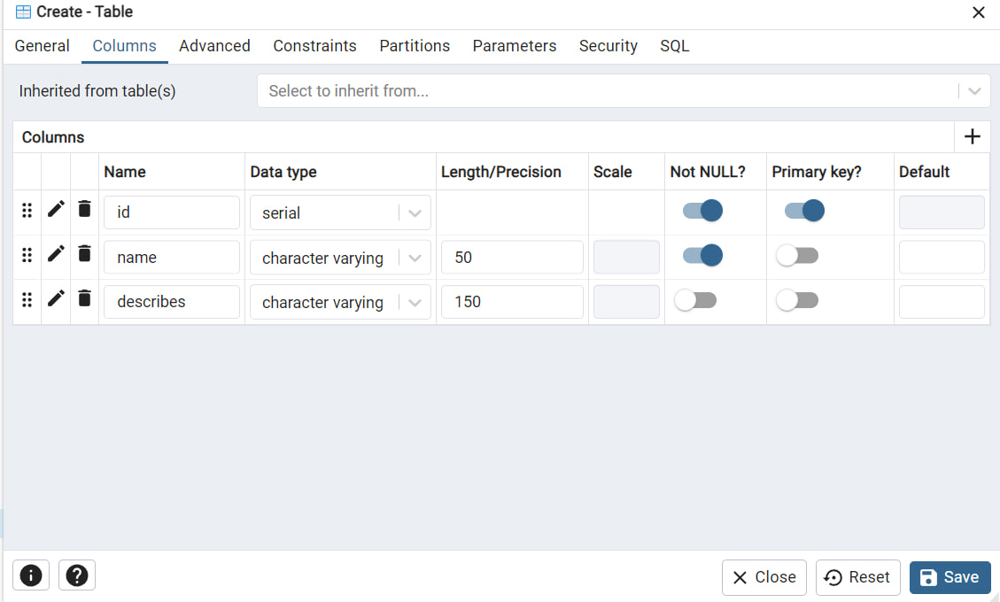 Create - Table
General Columns Advanced Constraints Partitions Parameters Security SQL
Inherited from table(s) Select to inherit from...
Columns
Name Data type Length/Precision Scale Not NULL? Primary key? Default
id serial
name character varying 50
describes character varying 150
Close Reset Save